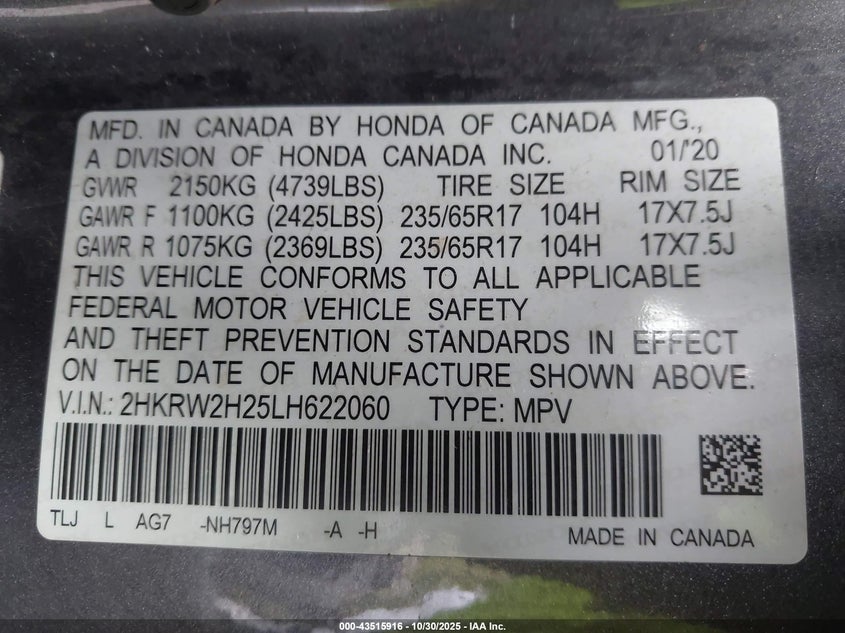 MFD. IN CANADA BY HONDA OF CANADA MFG.,
A DIVISION OF HONDA CANADA INC. 01/'20
GVWR 2150KG (4739LBS) TIRE SIZE RIM SIZE
GAWR F 1100KG (2425LBS) 235/65R17 104H 17X7.5J
GAWR R 1075KG (2369LBS) 235/65R17 104H 17X7.5J
THIS VEHICLE CONFORMS TO ALL APPLICABLE
FEDERAL MOTOR VEHICLE SAFETY
AND THEFT PREVENTION STANDARDS IN EFFECT
ON THE DATE OF MANUFACTURE SHOWN ABOVE.
V.I.N.: 2HKRW2H25LH622060 TYPE: MPV
TLJ L AG7 -NH797M -A -H
MADE IN CANADA
000-43515916 - 10/30/2025 - IAA Inc.